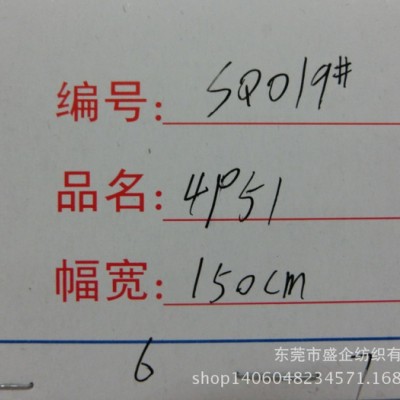 编号: SQ019#
品名: 4P51
幅宽: 150cm
东莞市盛企纺织有
6
shop1406048234571.168